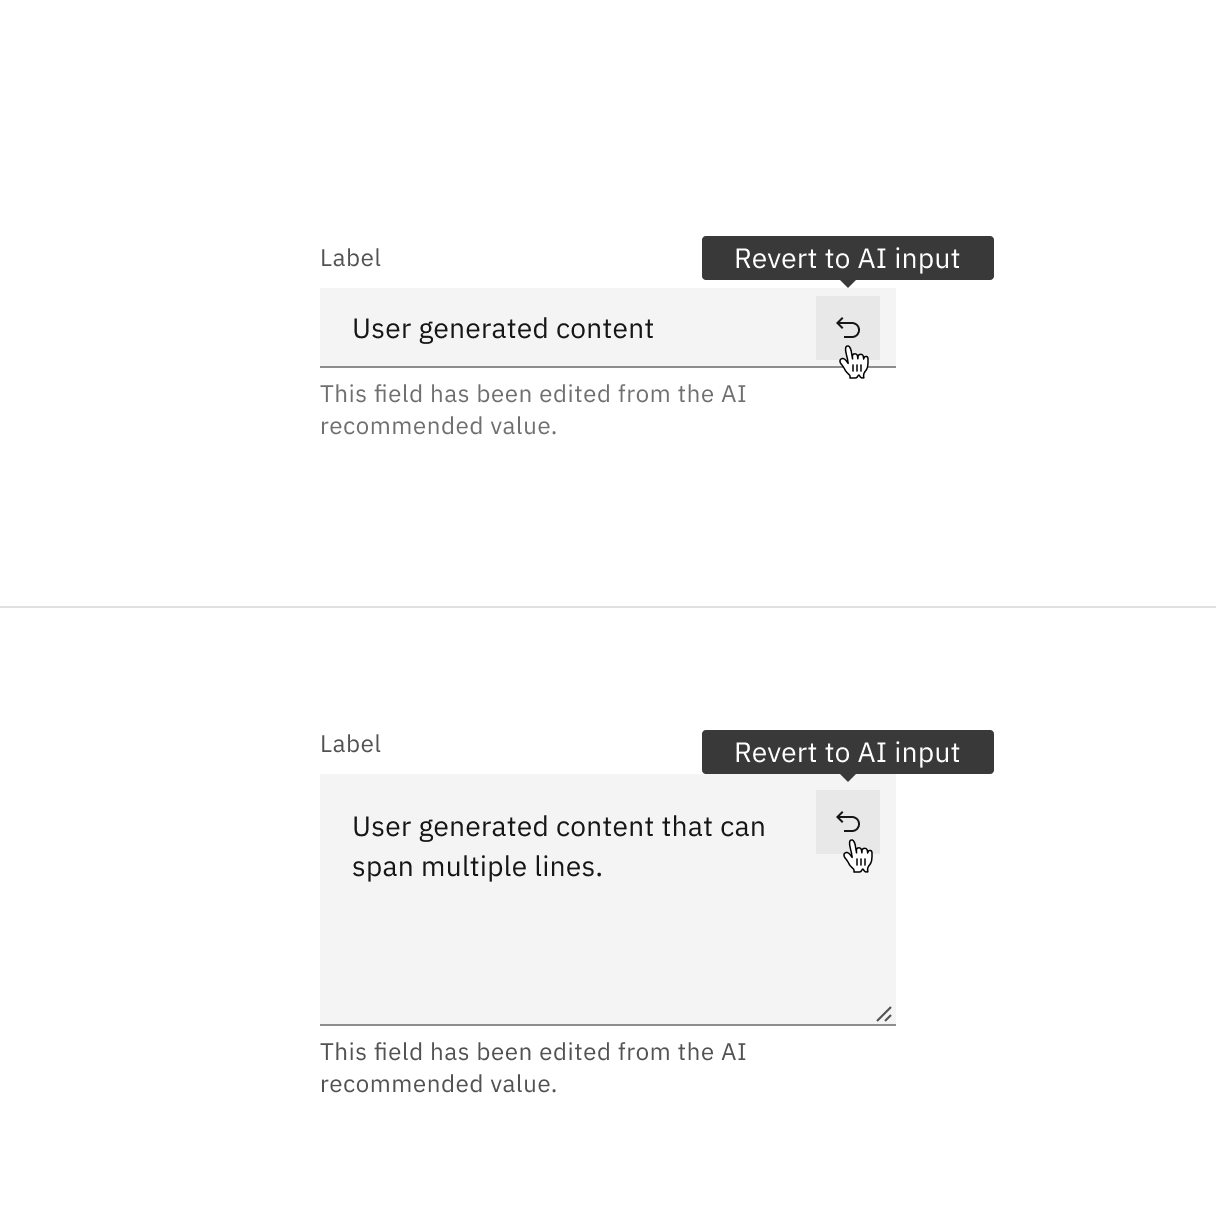 Label
Revert to AI input
User generated content
This field has been edited from the AI
recommended value.
Label
Revert to AI input
User generated content that can
span multiple lines.
This field has been edited from the AI
recommended value.